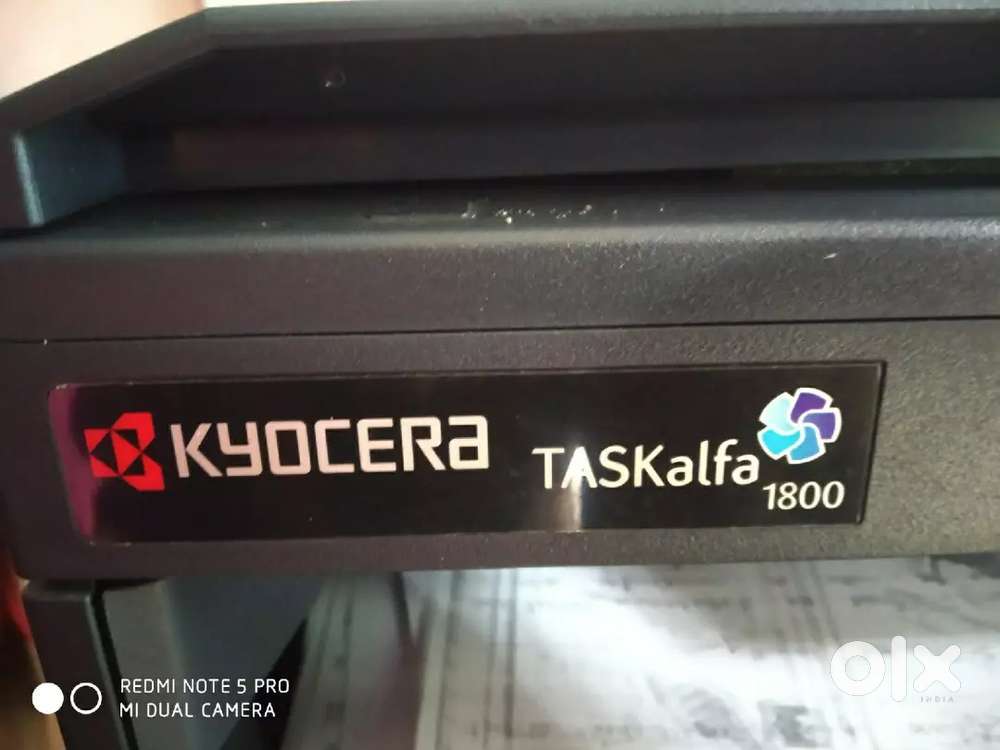 KYOCERA
TASKalfa
1800
REDMI NOTE 5 PRO
MI DUAL CAMERA
olx
INDIA